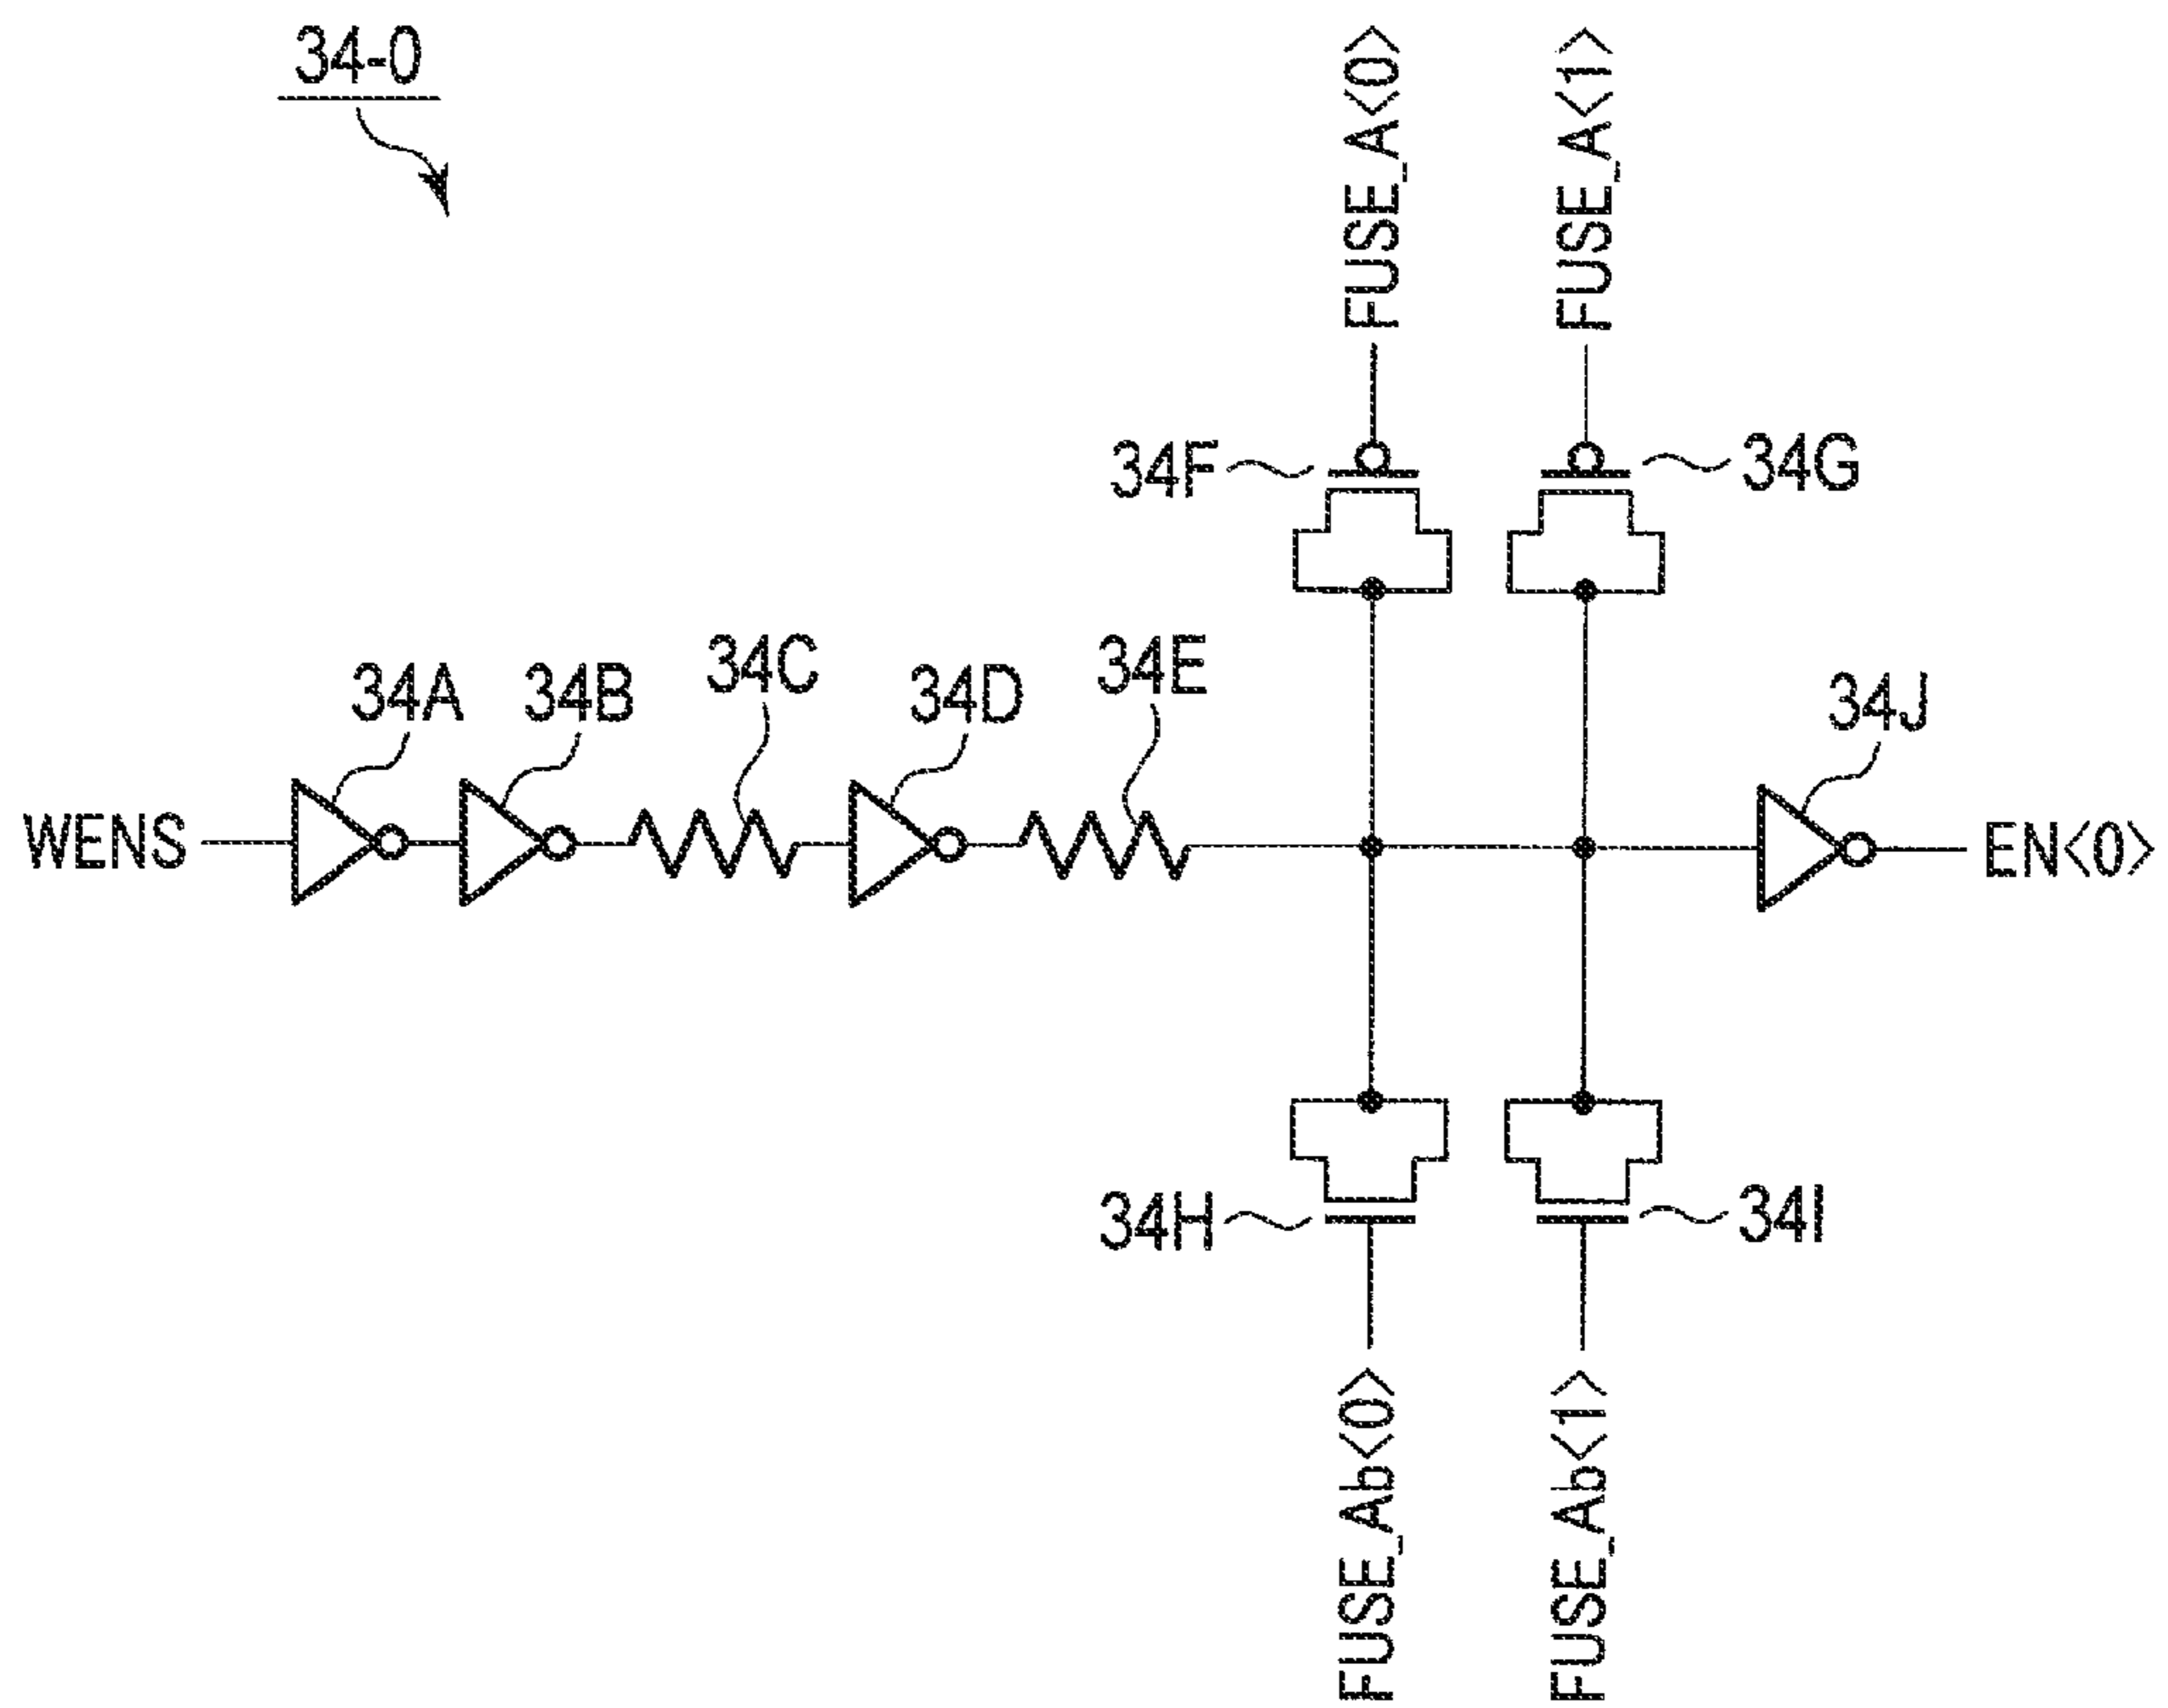 34-0
FUSE_A<0>
FUSE_A<1>
34F
34G
34A
34B
34C
34D
34E
34J
WENS
EN<0>
34H
34I
FUSE_Ab<0>
FUSE_Ab<1>